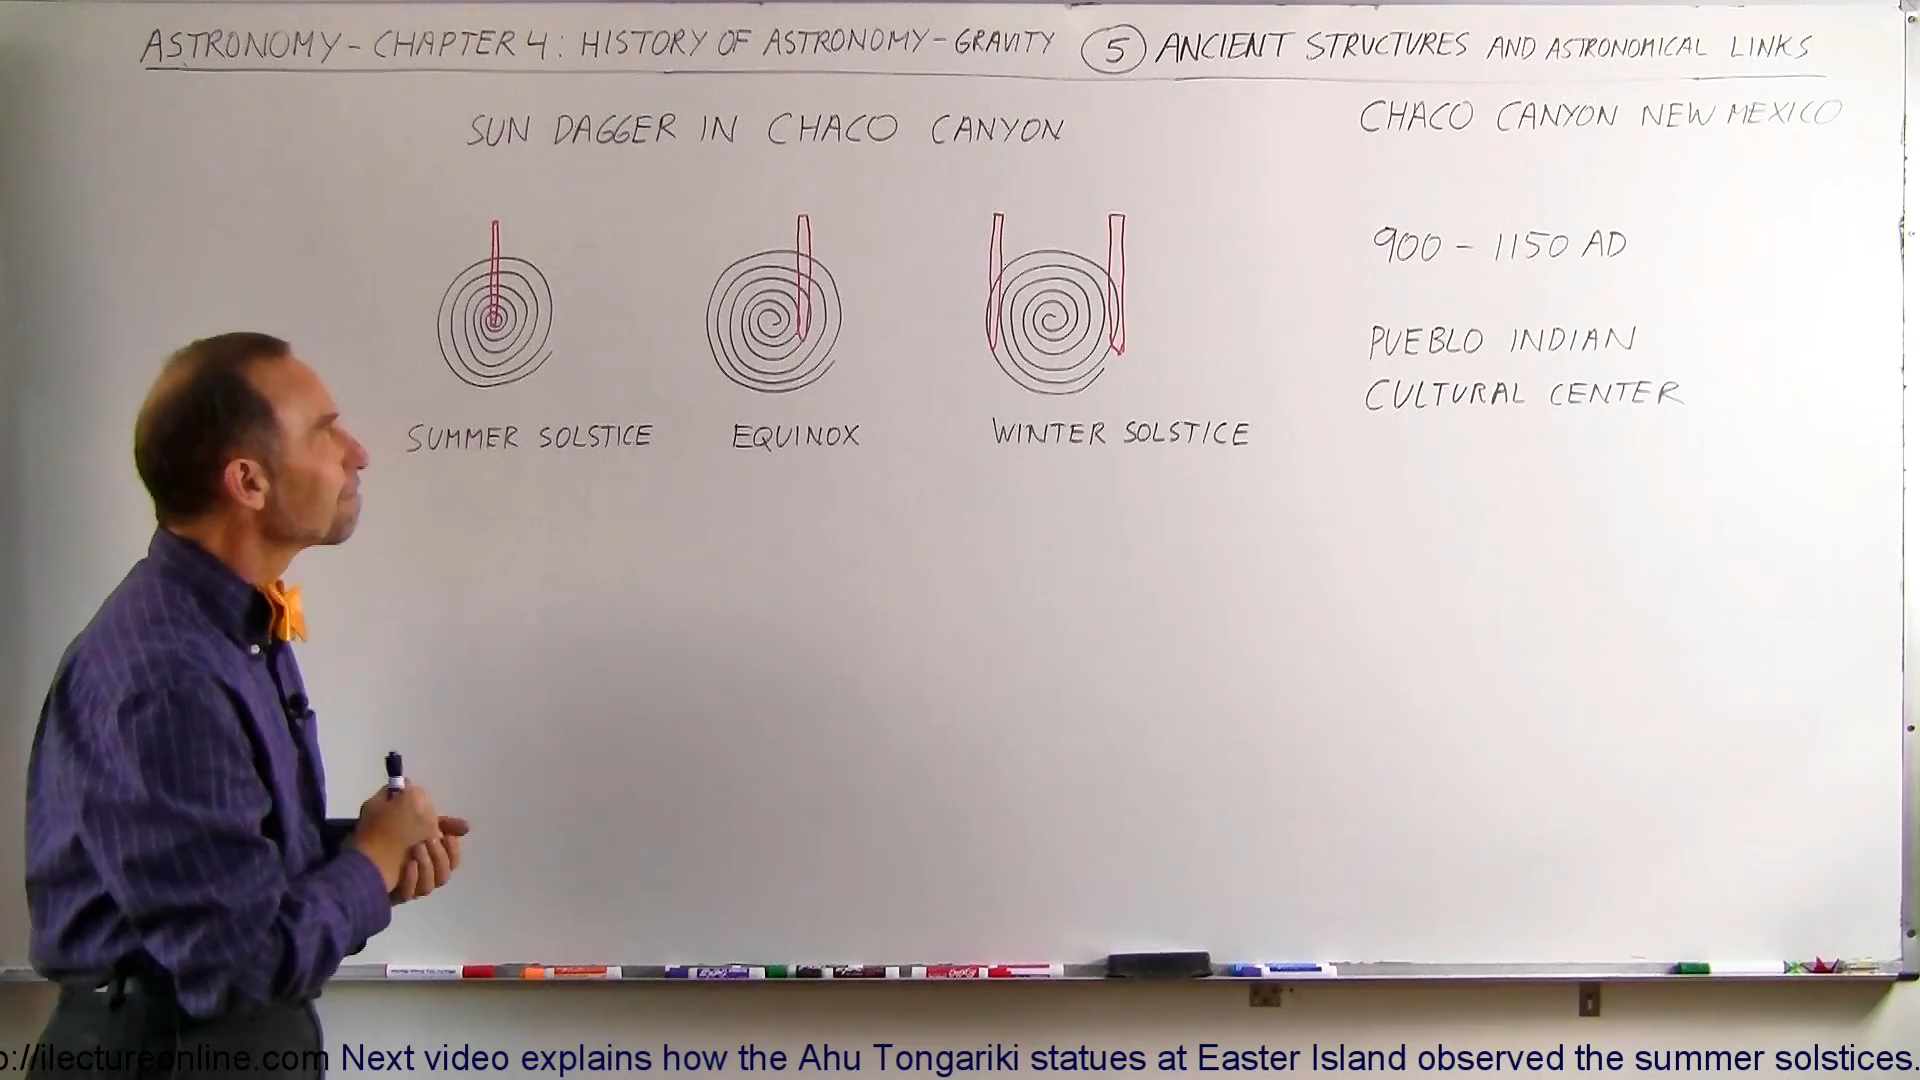 ASTRONOMY - CHAPTER 4: HISTORY OF ASTRONOMY - GRAVITY 5 ANCIENT STRUCTURES AND ASTRONOMICAL LINKS
SUN DAGGER IN CHACO CANYON
SUMMER SOLSTICE
EQUINOX
WINTER SOLSTICE
CHACO CANYON NEW MEXICO
900 - 1150 AD
PUEBLO INDIAN
CULTURAL CENTER
p://ilectureonline.com Next video explains how the Ahu Tongariki statues at Easter Island observed the summer solstices.